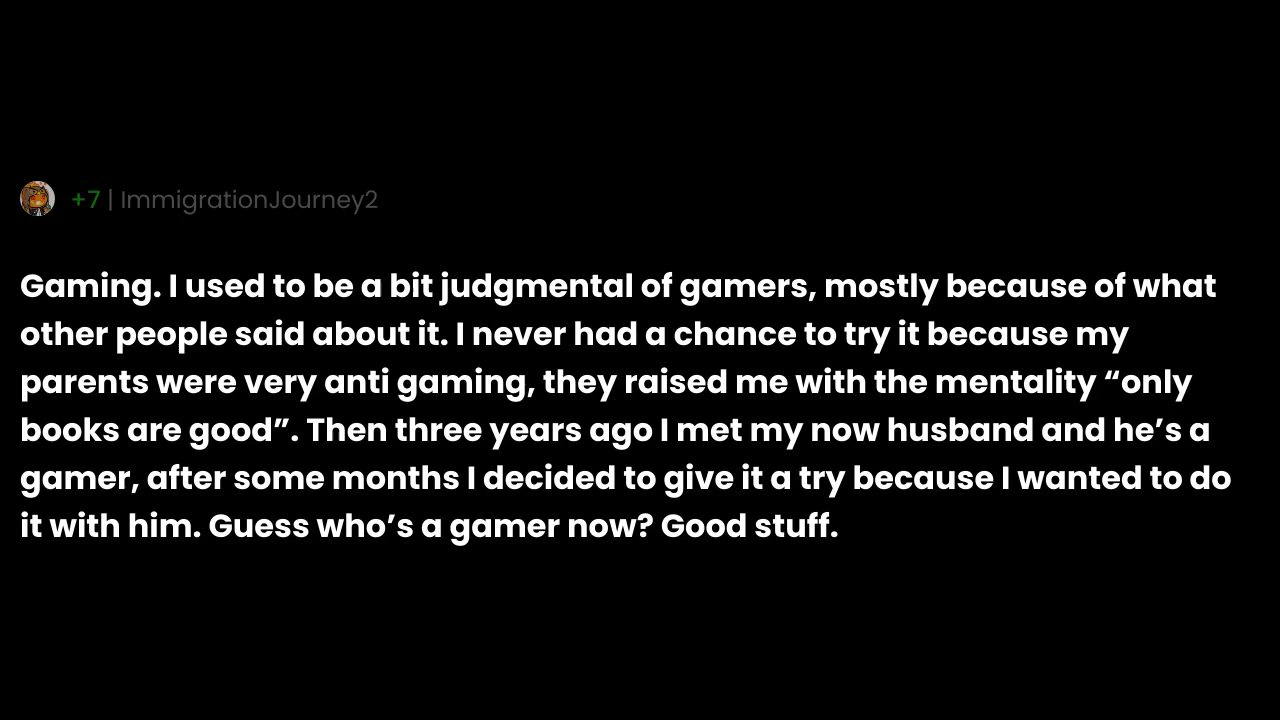 +7 | ImmigrationJourney2
Gaming. I used to be a bit judgmental of gamers, mostly because of what
other people said about it. I never had a chance to try it because my
parents were very anti gaming, they raised me with the mentality “only
books are good”. Then three years ago I met my now husband and he’s a
gamer, after some months I decided to give it a try because I wanted to do
it with him. Guess who’s a gamer now? Good stuff.